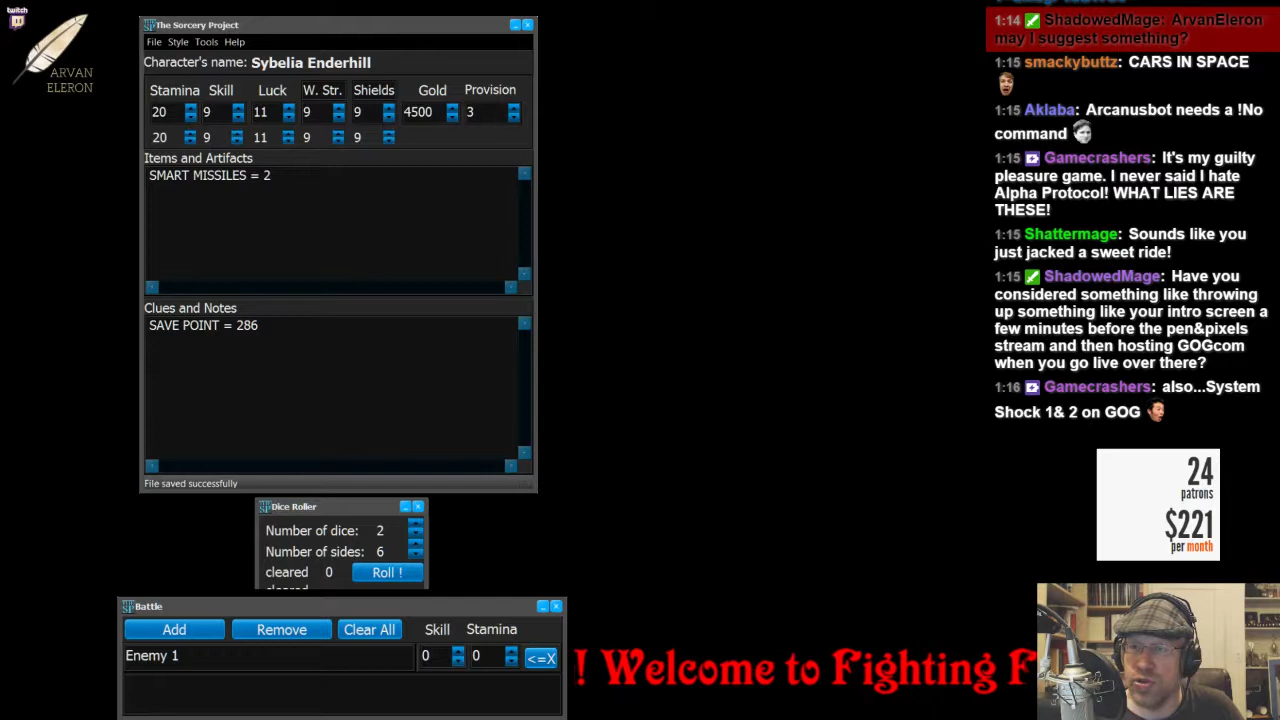 twitch
ARVAN
ELERON
The Sorcery Project
File Style Tools Help
Character's name: Sybelia Enderhill
Stamina Skill Luck W. Str. Shields Gold Provision
20 9 11 9 9 4500 3
20 9 11 9 9
Items and Artifacts
SMART MISSILES = 2
Clues and Notes
SAVE POINT = 286
File saved successfully
Dice Roller
Number of dice: 2
Number of sides: 6
cleared 0 Roll !
Battle
Add Remove Clear All Skill Stamina
Enemy 1 0 0 <=X
! Welcome to Fighting F
1:14 ShadowedMage: ArvanEleron
may I suggest something?
1:15 smackybuttz: CARS IN SPACE
1:15 Aklaba: Arcanusbot needs a !No
command
1:15 Gamecrashers: It's my guilty
pleasure game. I never said I hate
Alpha Protocol! WHAT LIES ARE
THESE!
1:15 Shattermage: Sounds like you
just jacked a sweet ride!
1:15 ShadowedMage: Have you
considered something like throwing
up something like your intro screen a
few minutes before the pen&pixels
stream and then hosting GOGcom
when you go live over there?
1:16 Gamecrashers: also...System
Shock 1& 2 on GOG
24
patrons
$221
per month